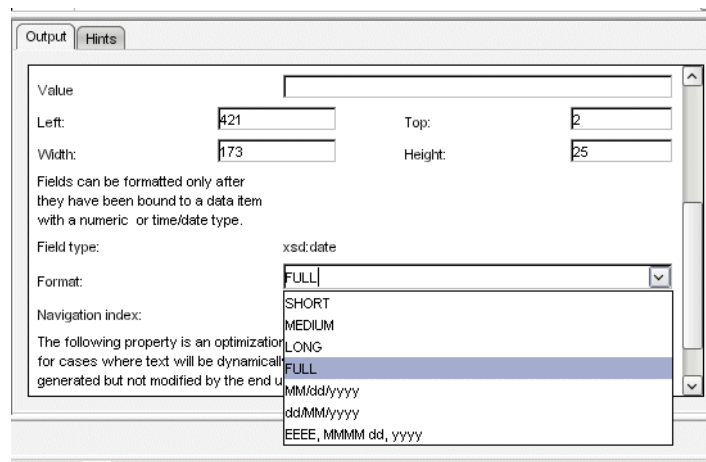 Output Hints
Value
Left: 421 Top: 2
Width: 173 Height: 25
Fields can be formatted only after
they have been bound to a data item
with a numeric or time/date type.
Field type: xsd:date
Format: FULL
SHORT
Navigation index:
MEDIUM
The following property is an optimization
LONG
for cases where text will be dynamically
FULL
generated but not modified by the end u
MM/dd/yyyy
dd/MM/yyyy
EEEE, MMMM dd, yyyy